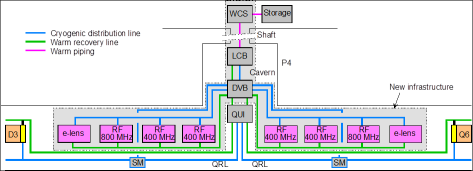 WCS
Storage
Cryogenic distribution line
Warm recovery line
Warm piping
Shaft
LCB
P4
Cavern
DVB
New infrastructure
QUI
D3
e-lens
RF
800 MHz
RF
400 MHz
RF
400 MHz
RF
400 MHz
RF
400 MHz
RF
800 MHz
e-lens
Q6
SM
QRL
QRL
SM